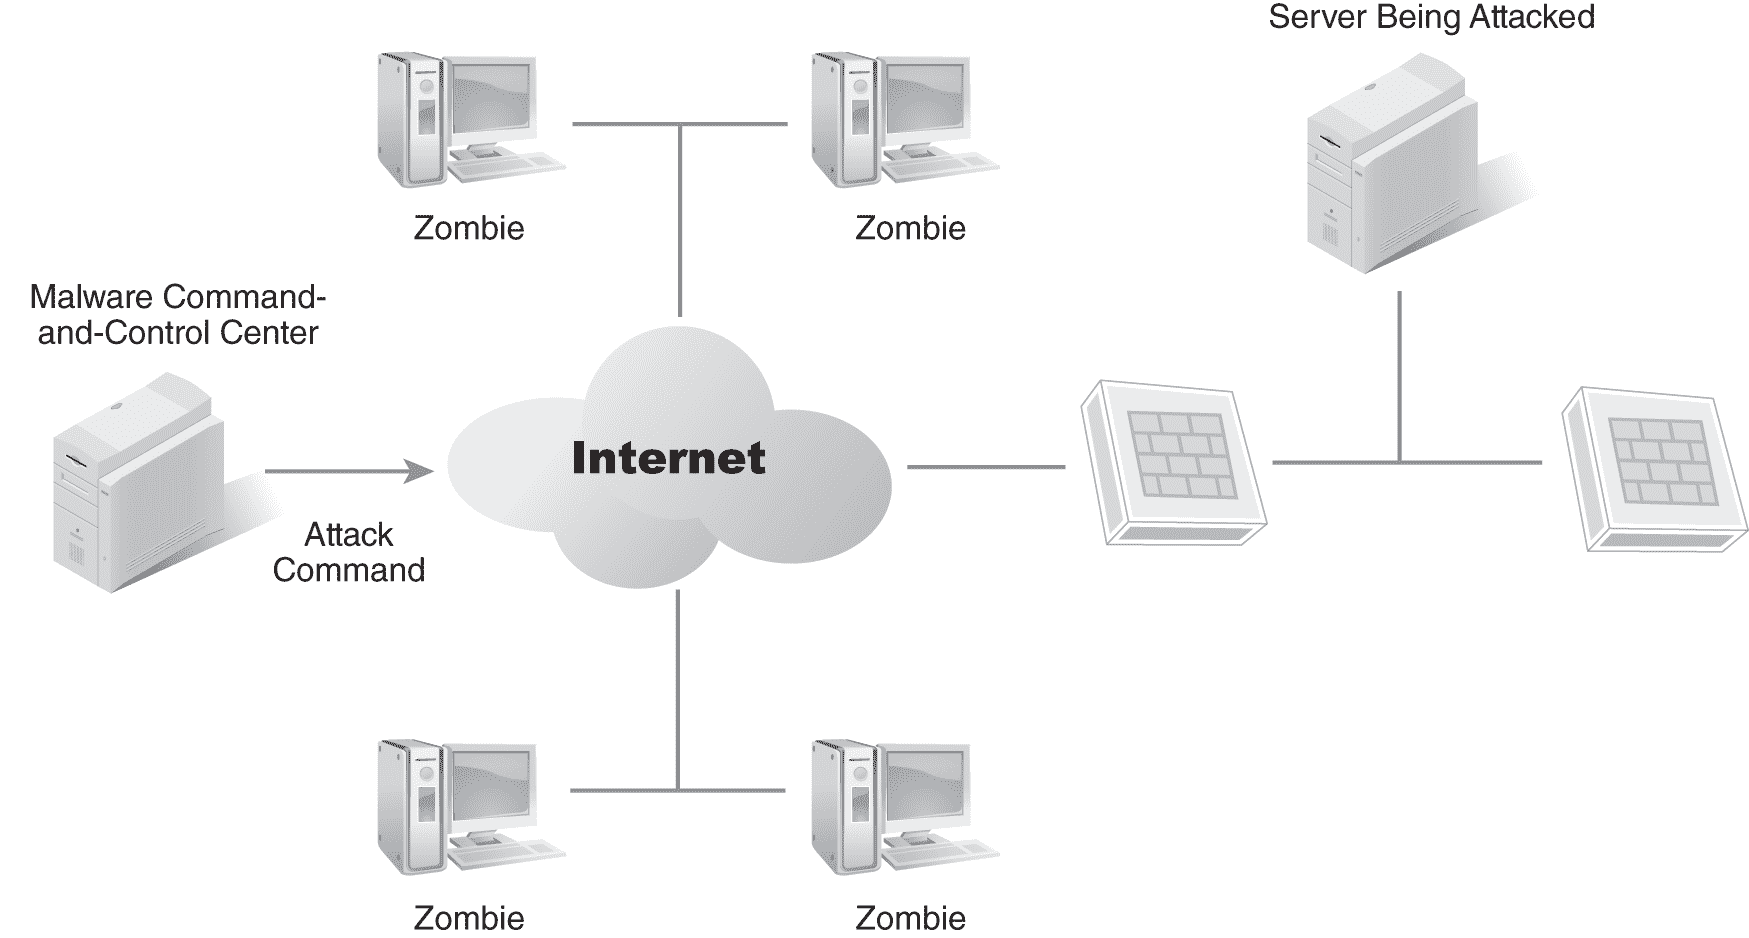 Server Being Attacked
Zombie
Zombie
Malware Command-
and-Control Center
Internet
Attack
Command
Zombie
Zombie